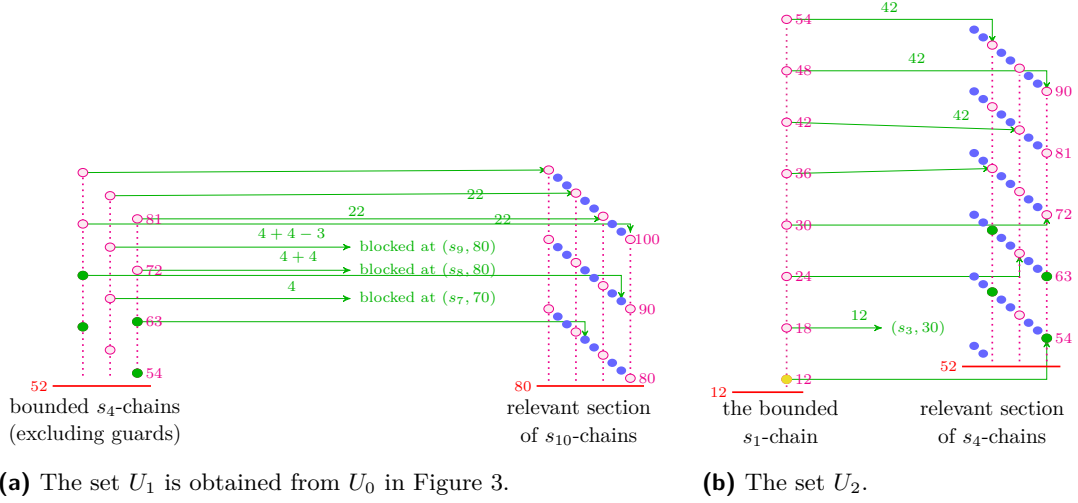 22
22
22
81
4 + 4 − 3
blocked at (s₉, 80)
100
4 + 4
72
blocked at (s₈, 80)
4
blocked at (s₇, 70)
90
63
54
80
52
80
bounded s₄-chains
(excluding guards)
relevant section
of s₁₀-chains
(a) The set U₁ is obtained from U₀ in Figure 3.
54
42
48
42
90
42
42
81
36
72
30
24
63
18
12
(s₃, 30)
54
12
52
12
the bounded
s₁-chain
relevant section
of s₄-chains
(b) The set U₂.